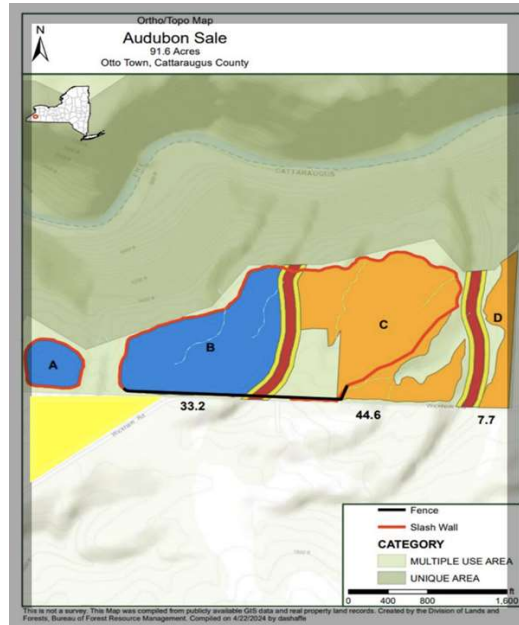 Ortho/Topo Map
N
Audubon Sale
91.6 Acres
Otto Town, Cattaraugus County
CATTARAUGUS
A
B
C
D
33.2
44.6
7.7
Wickham Rd
Fence
Slash Wall
CATEGORY
MULTIPLE USE AREA
UNIQUE AREA
ft
0 400 800 1,600
This is not a survey. This Map was compiled from publicly available GIS data and real property land records. Created by the Division of Lands and
Forests, Bureau of Forest Resource Management. Compiled on 4/22/2024 by dashaffe